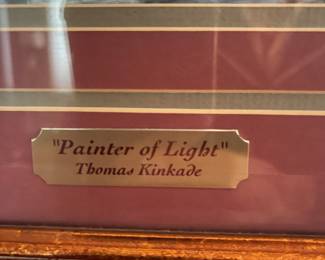 "Painter of Light"
Thomas Kinkade